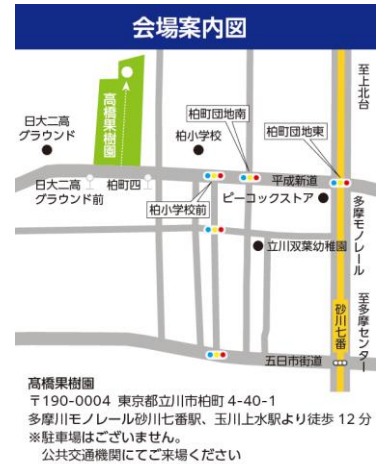 会場案内図
至上北台
高橋果樹園
柏町団地南
日大二高
グラウンド
柏小学校
柏町団地東
日大二高
グラウンド前
柏町四
平成新道
柏小学校前
ピーコックストア
多摩モノレール
立川双葉幼稚園
至多摩センター
砂川七番
五日市街道
髙橋果樹園
〒190-0004 東京都立川市柏町 4-40-1
多摩川モノレール砂川七番駅、玉川上水駅より徒歩 12 分
※駐車場はございません。
公共交通機関にてご来場ください